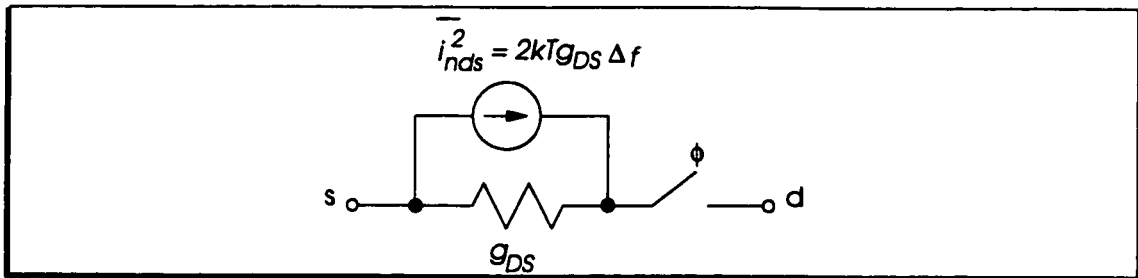 i²nds = 2kTgDS Δf
ϕ
s
d
gDS